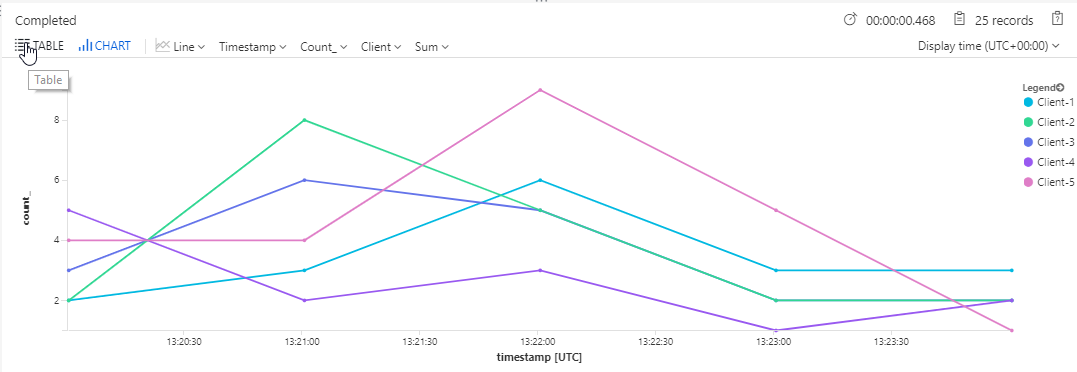 Completed 00:00:00.468 25 records
TABLE CHART Line Timestamp Count_ Client Sum Display time (UTC+00:00)
Table
Legend
Client-1
Client-2
Client-3
Client-4
Client-5
8
6
4
2
count_
13:20:30 13:21:00 13:21:30 13:22:00 13:22:30 13:23:00 13:23:30
timestamp [UTC]